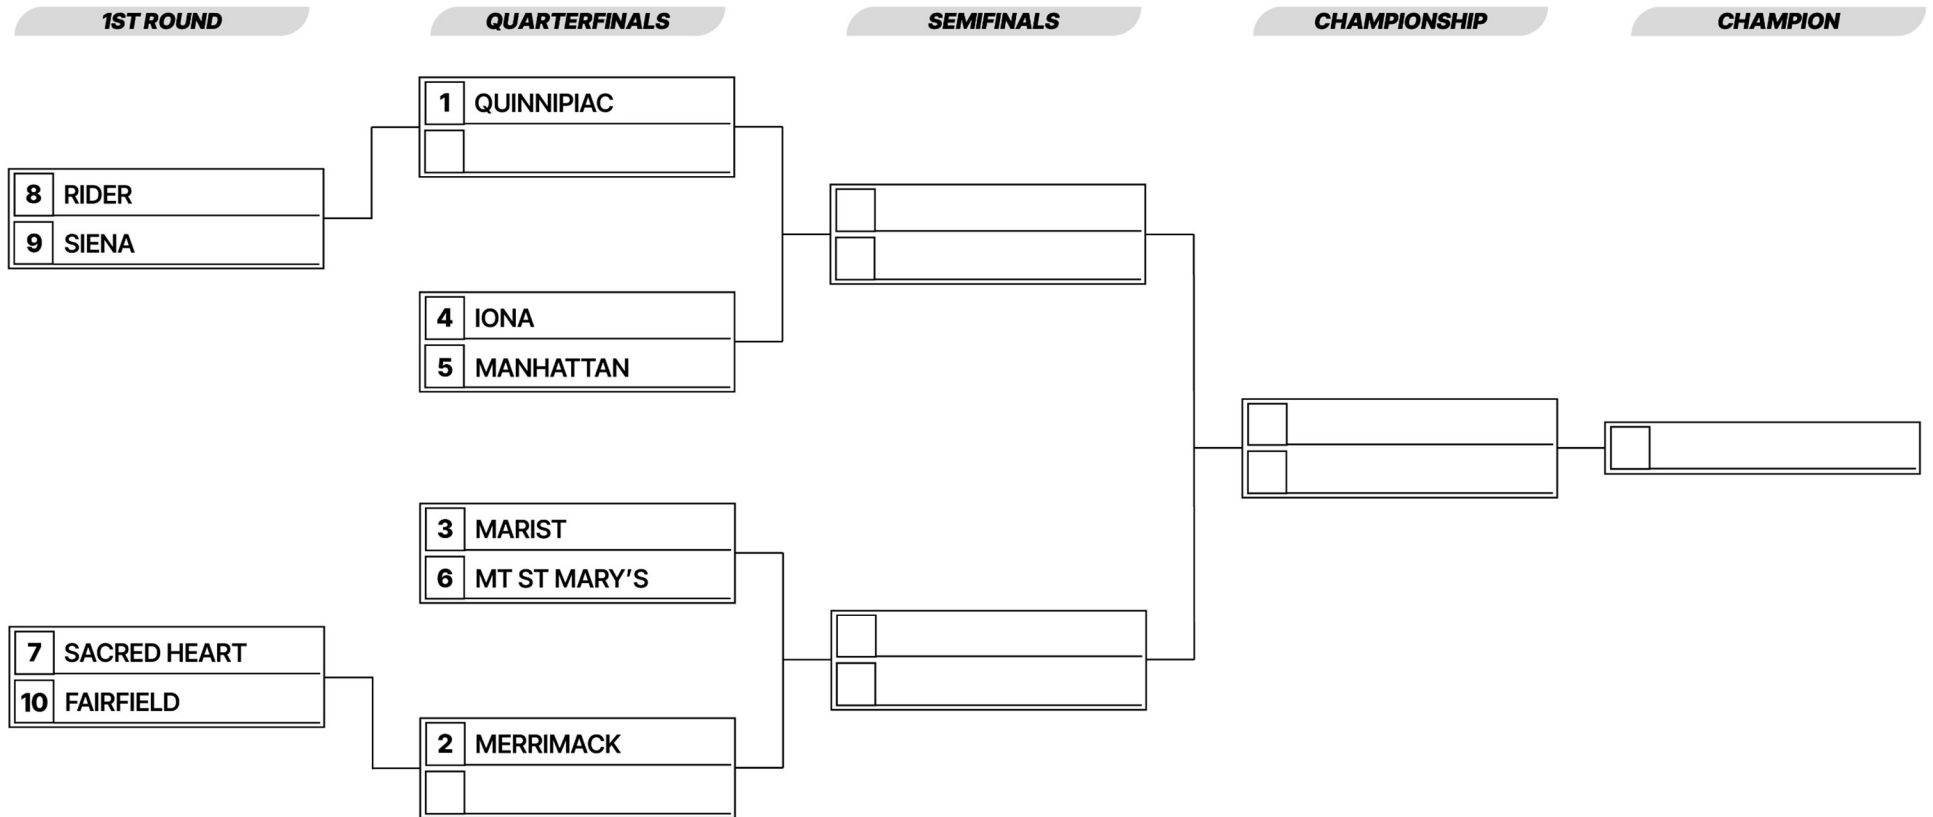 1ST ROUND
QUARTERFINALS
SEMIFINALS
CHAMPIONSHIP
CHAMPION
8 RIDER
9 SIENA
7 SACRED HEART
10 FAIRFIELD
1 QUINNIPIAC
4 IONA
5 MANHATTAN
3 MARIST
6 MT ST MARY’S
2 MERRIMACK